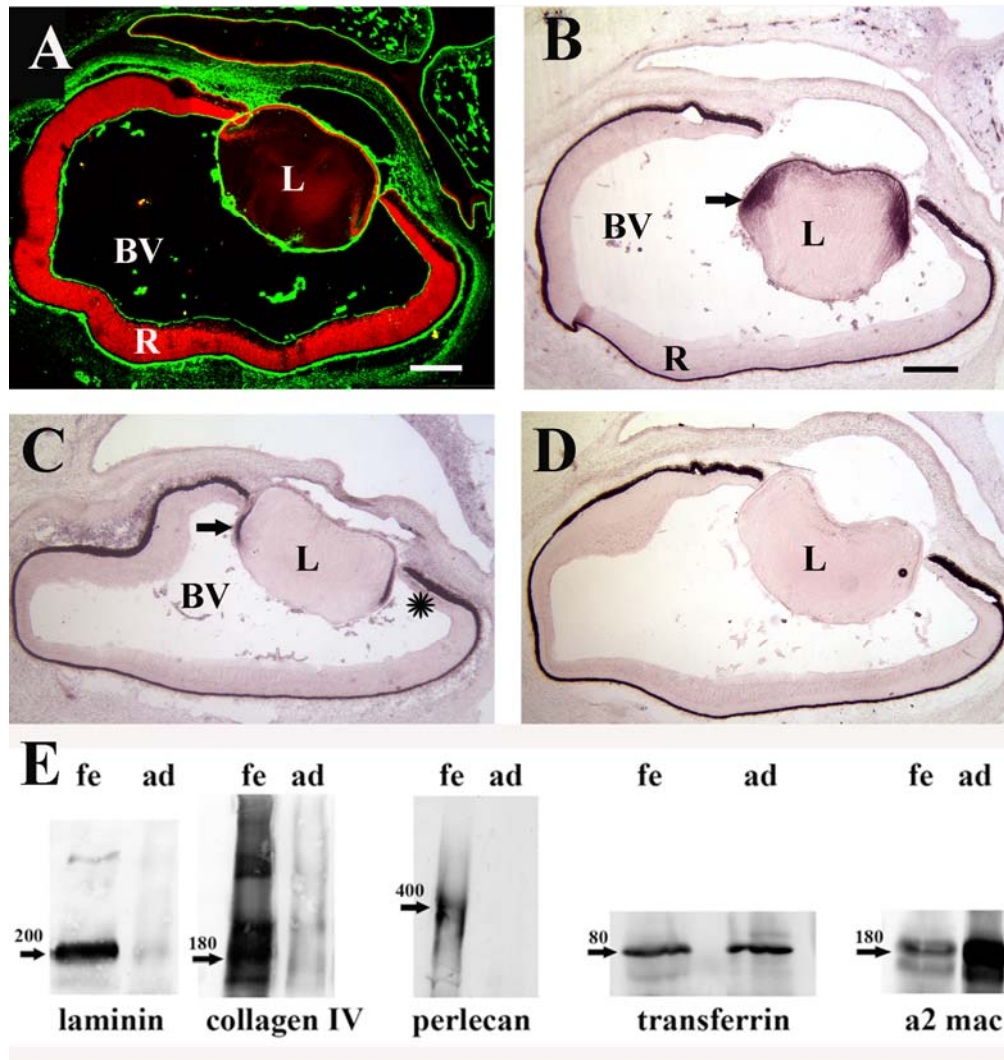 A
L
BV
R
B
BV
L
R
C
L
BV
D
L
E
fe ad fe ad fe ad fe ad fe ad
200
180
400
80
180
laminin collagen IV perlecan transferrin a2 mac